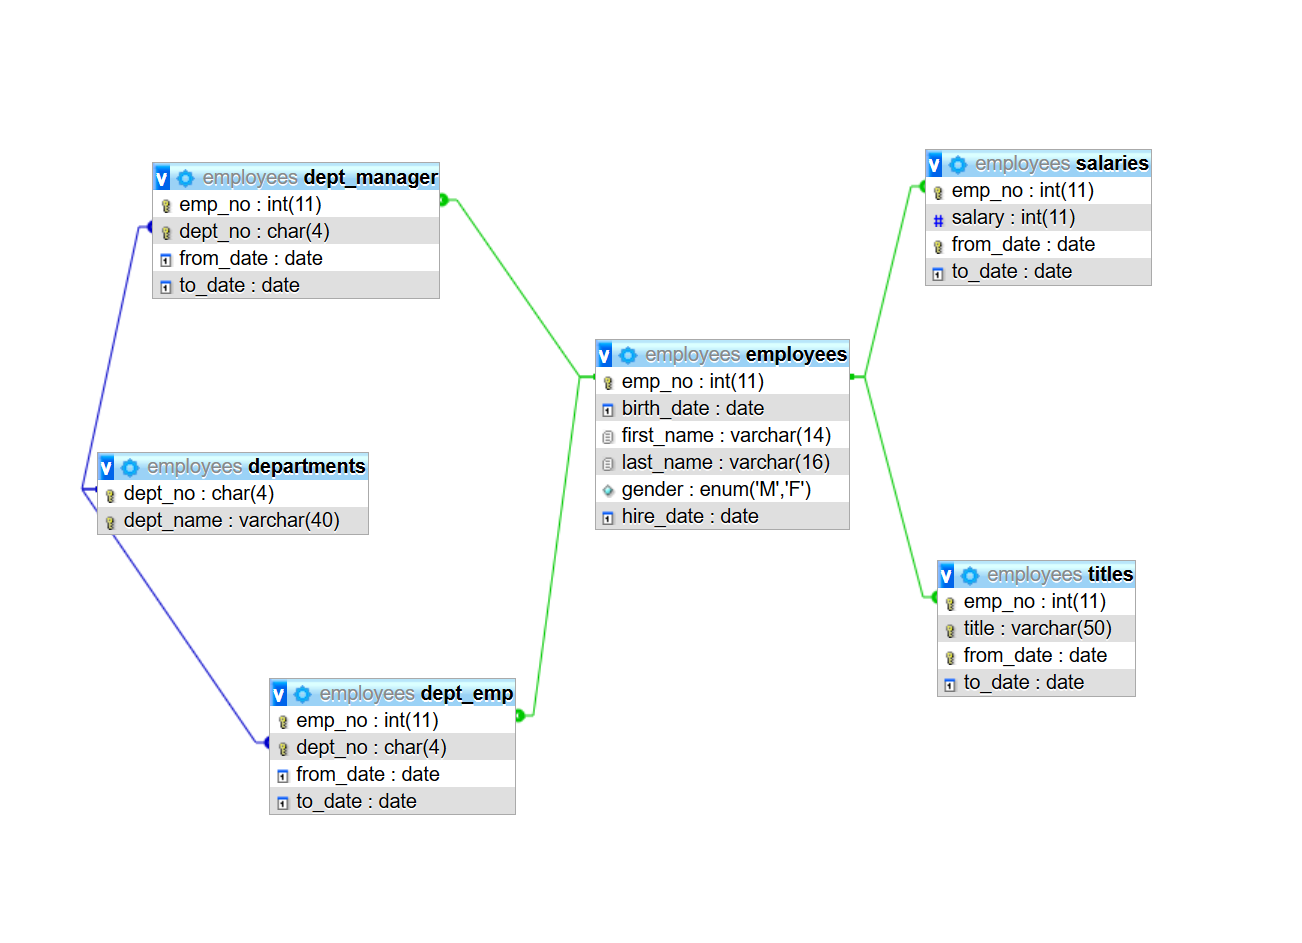 employees dept_manager
emp_no : int(11)
dept_no : char(4)
from_date : date
to_date : date
employees salaries
emp_no : int(11)
salary : int(11)
from_date : date
to_date : date
employees employees
emp_no : int(11)
birth_date : date
first_name : varchar(14)
last_name : varchar(16)
gender : enum('M','F')
hire_date : date
employees departments
dept_no : char(4)
dept_name : varchar(40)
employees titles
emp_no : int(11)
title : varchar(50)
from_date : date
to_date : date
employees dept_emp
emp_no : int(11)
dept_no : char(4)
from_date : date
to_date : date